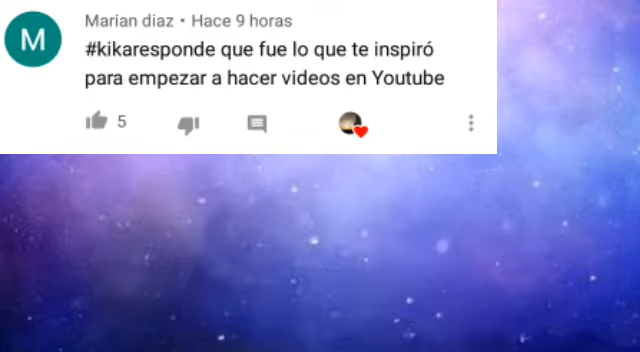 M
Marian diaz • Hace 9 horas
#kikaresponde que fue lo que te inspiró
para empezar a hacer videos en Youtube
5